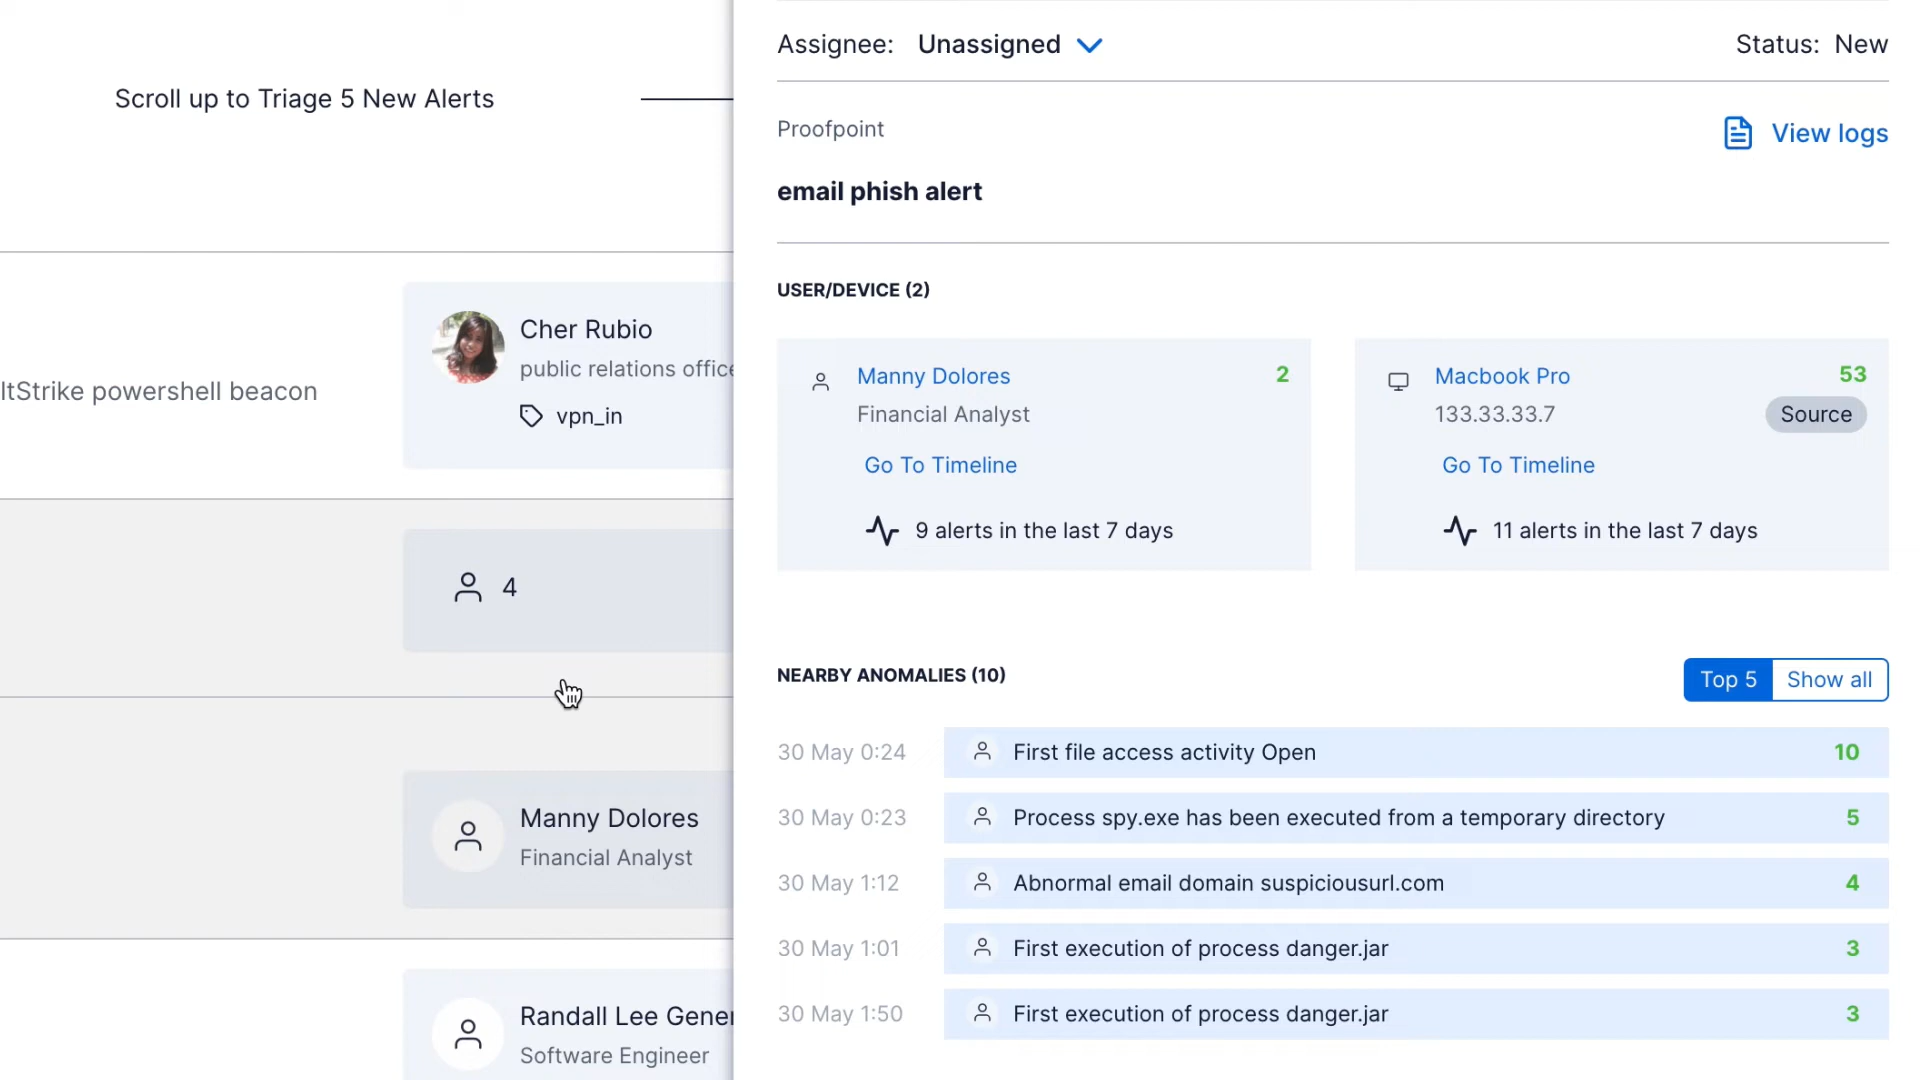 Scroll up to Triage 5 New Alerts
ltStrike powershell beacon
Cher Rubio
public relations office
vpn_in
4
Manny Dolores
Financial Analyst
Randall Lee Gener
Software Engineer
Assignee: Unassigned
Status: New
Proofpoint
View logs
email phish alert
USER/DEVICE (2)
Manny Dolores 2
Financial Analyst
Go To Timeline
9 alerts in the last 7 days
Macbook Pro 53
133.33.33.7 Source
Go To Timeline
11 alerts in the last 7 days
NEARBY ANOMALIES (10)
Top 5 Show all
30 May 0:24 First file access activity Open 10
30 May 0:23 Process spy.exe has been executed from a temporary directory 5
30 May 1:12 Abnormal email domain suspiciousurl.com 4
30 May 1:01 First execution of process danger.jar 3
30 May 1:50 First execution of process danger.jar 3